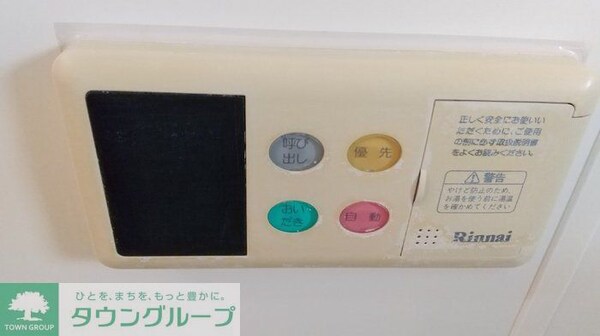 呼び
出し
優先
おい
だき
自動
正しく安全にお使いい
ただくために、ご使用
の前に必ず取扱説明書
をよくお読みください。
警告
やけど防止のため、
お湯を使う前に湯温
を確かめてください
Rinnai
ひとを、まちを、もっと豊かに。
タウングループ
TOWN GROUP